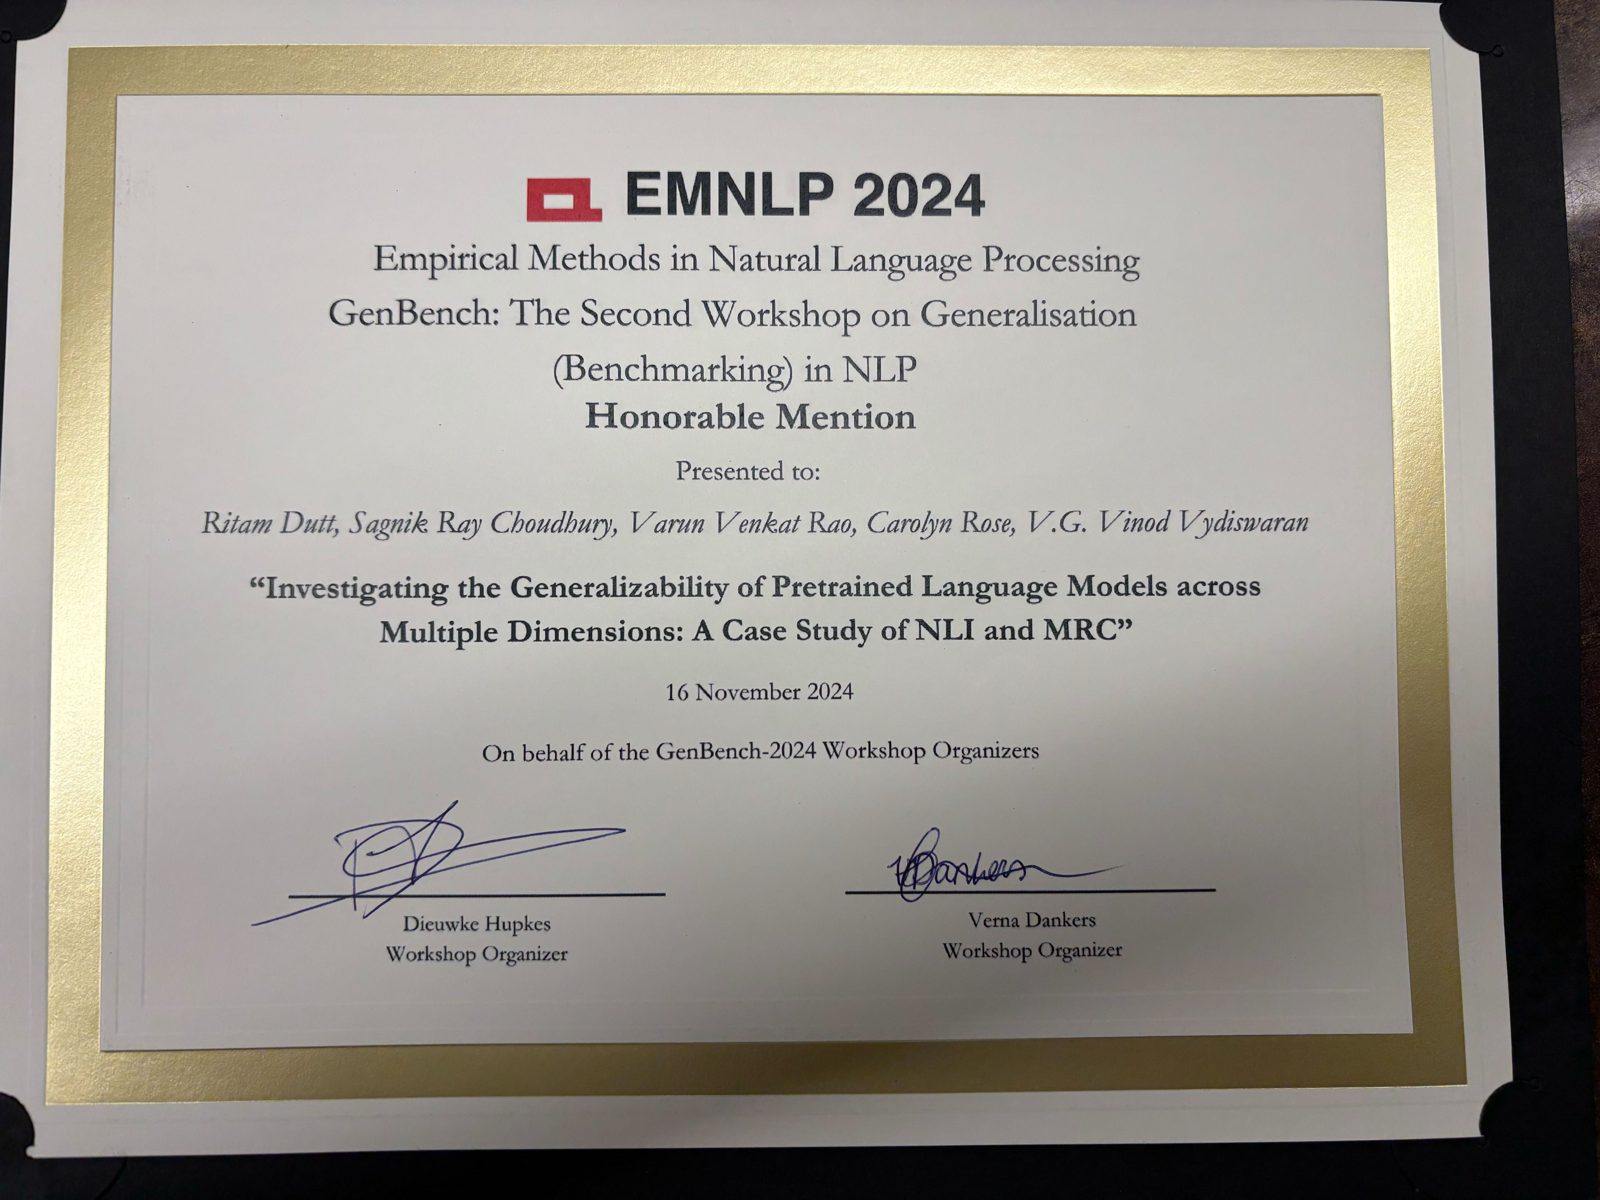 EMNLP 2024
Empirical Methods in Natural Language Processing
GenBench: The Second Workshop on Generalisation
(Benchmarking) in NLP
Honorable Mention
Presented to:
Ritam Dutt, Sagnik Ray Choudhury, Varun Venkat Rao, Carolyn Rose, V.G. Vinod Vydiswaran
“Investigating the Generalizability of Pretrained Language Models across
Multiple Dimensions: A Case Study of NLI and MRC”
16 November 2024
On behalf of the GenBench-2024 Workshop Organizers
VDankers
Dieuwke Hupkes
Workshop Organizer
Verna Dankers
Workshop Organizer